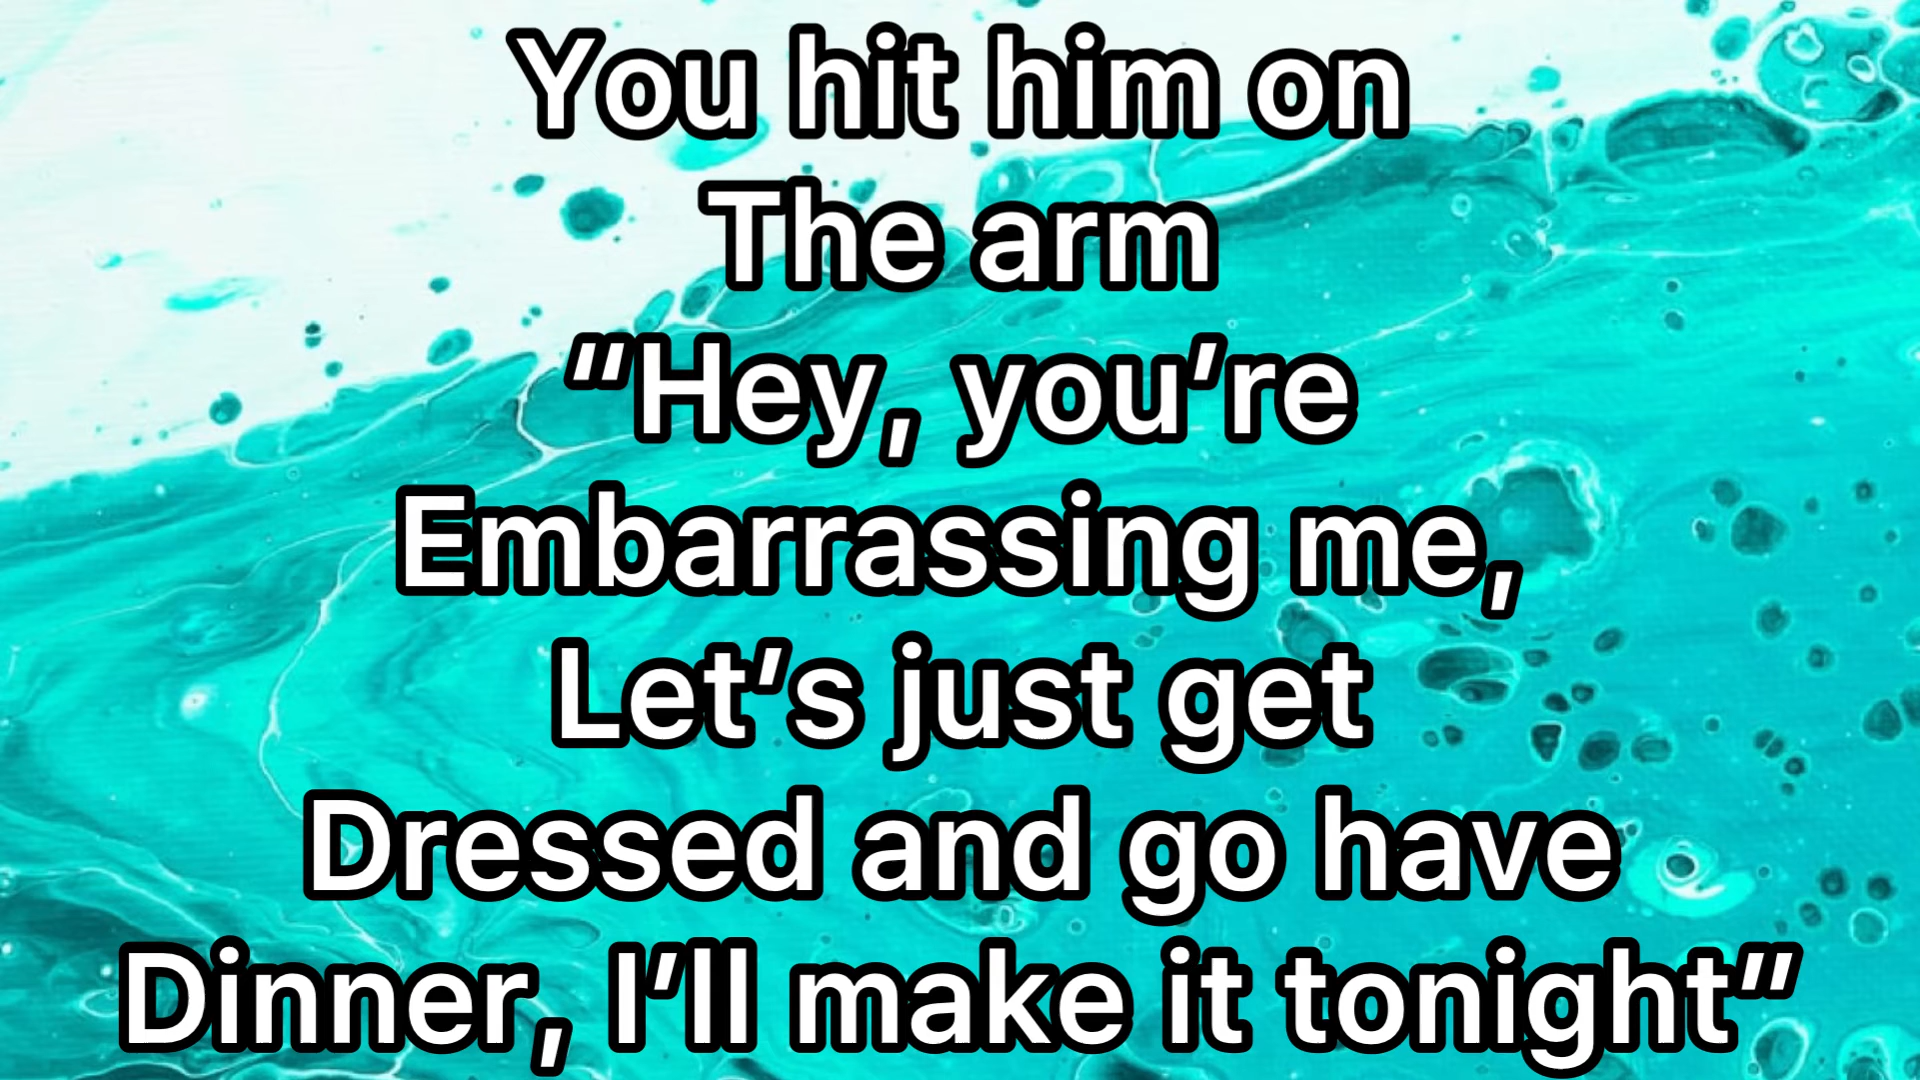 You hit him on
The arm
“Hey, you’re
Embarrassing me,
Let’s just get
Dressed and go have
Dinner, I’ll make it tonight”